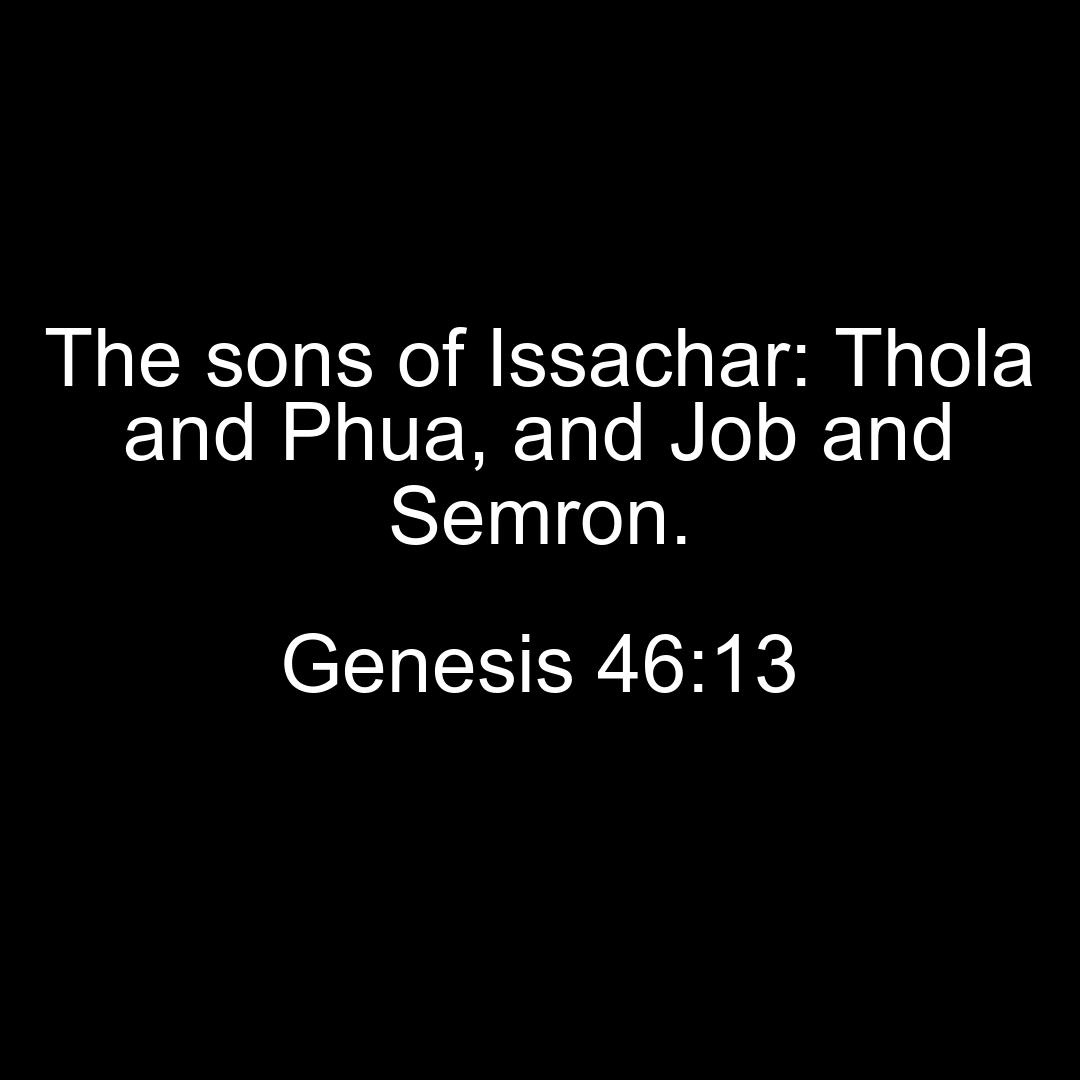 The sons of Issachar: Thola
and Phua, and Job and
Semron.
Genesis 46:13